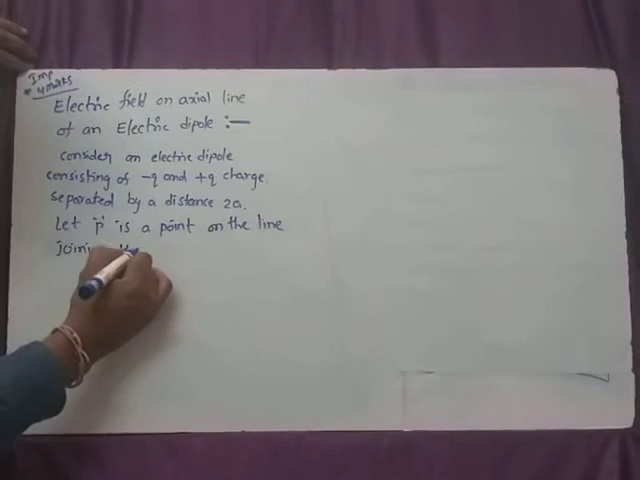 Imp
* 4 Marks
Electric field on axial line
of an Electric dipole :—
consider an electric dipole
consisting of -q and +q charge.
Separated by a distance 2a.
Let 'p' is a point on the line